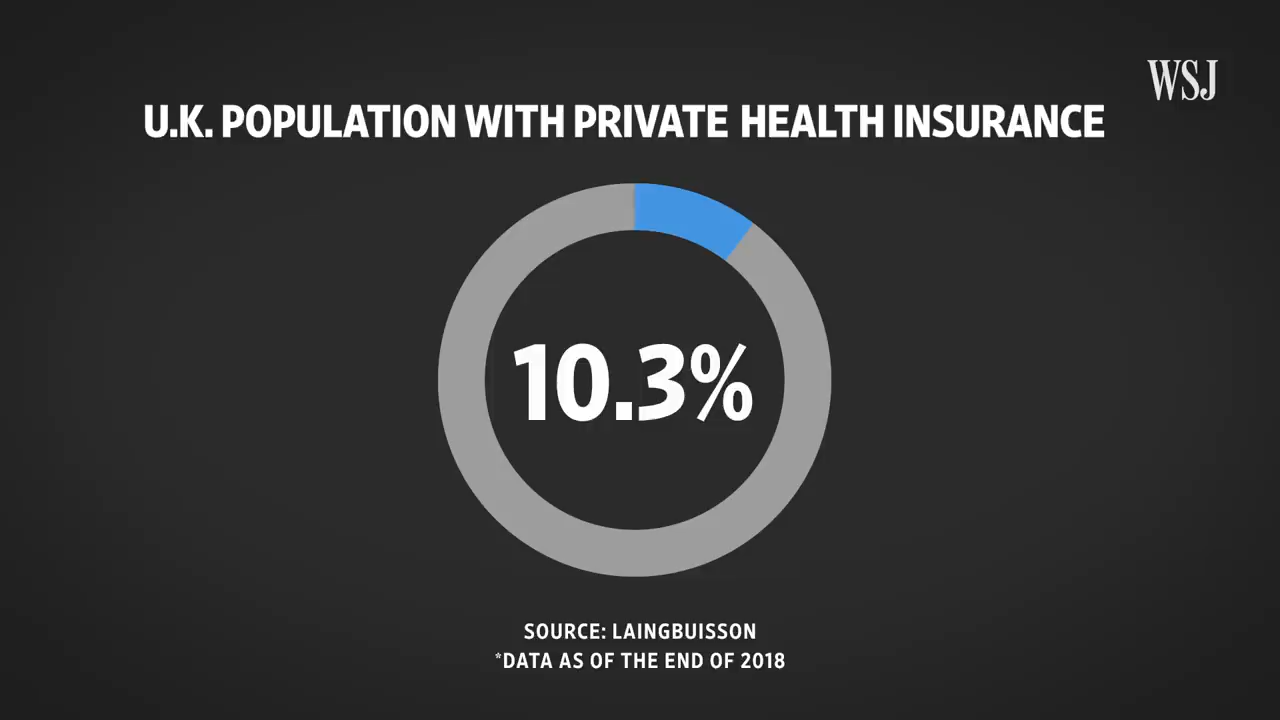 WSJ
U.K. POPULATION WITH PRIVATE HEALTH INSURANCE
10.3%
SOURCE: LAINGBUISSON
*DATA AS OF THE END OF 2018